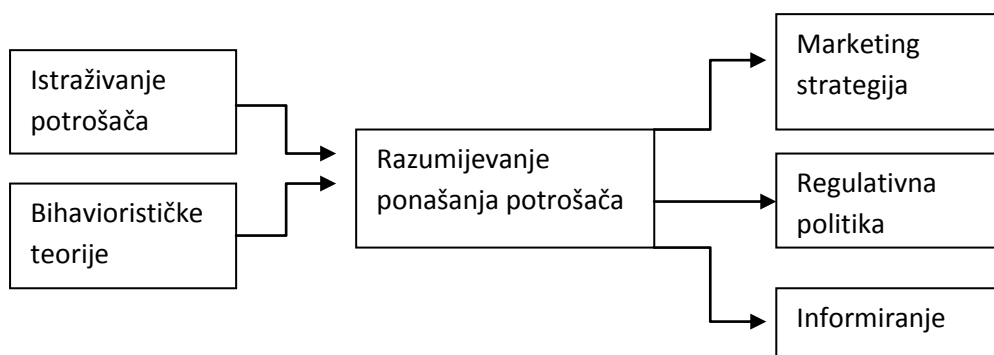 Istraživanje
potrošača
Bihaviorističke
teorije
Razumijevanje
ponašanja potrošača
Marketing
strategija
Regulativna
politika
Informiranje